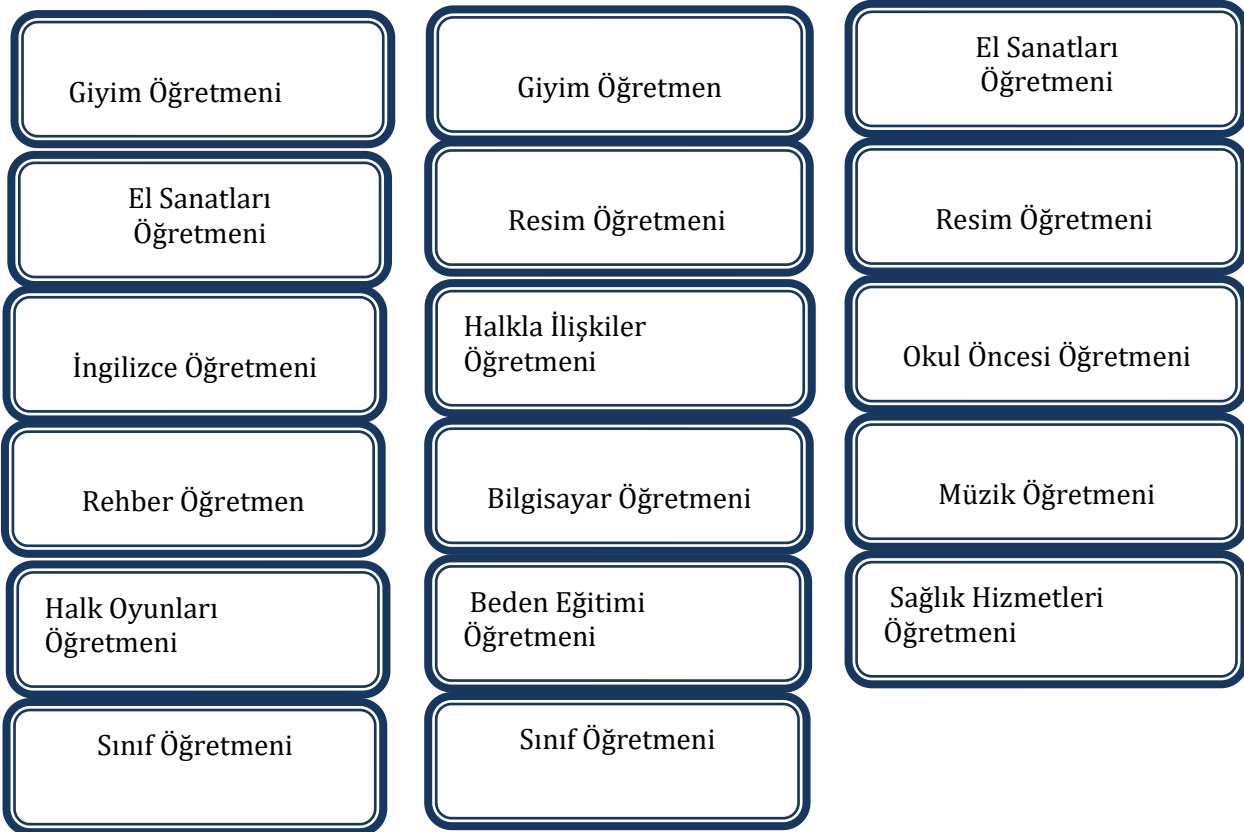 Giyim Öğretmeni
Giyim Öğretmen
El Sanatları
Öğretmeni
El Sanatları
Öğretmeni
Resim Öğretmeni
Resim Öğretmeni
İngilizce Öğretmeni
Halkla İlişkiler
Öğretmeni
Okul Öncesi Öğretmeni
Rehber Öğretmen
Bilgisayar Öğretmeni
Müzik Öğretmeni
Halk Oyunları
Öğretmeni
Beden Eğitimi
Öğretmeni
Sağlık Hizmetleri
Öğretmeni
Sınıf Öğretmeni
Sınıf Öğretmeni